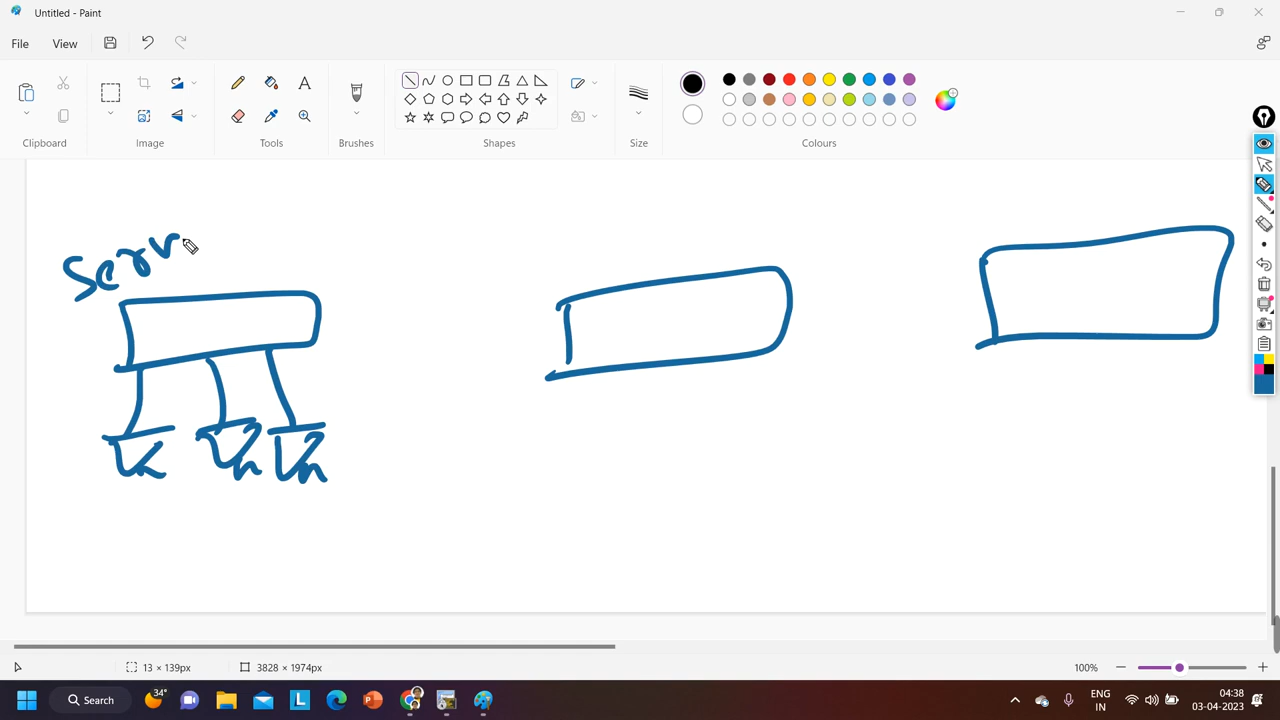 Untitled - Paint
File View
Clipboard Image Tools Brushes Shapes Size Colours
Serv
13 × 139px 3828 × 1974px 100%
Search 34° L ENG IN 04:38 03-04-2023